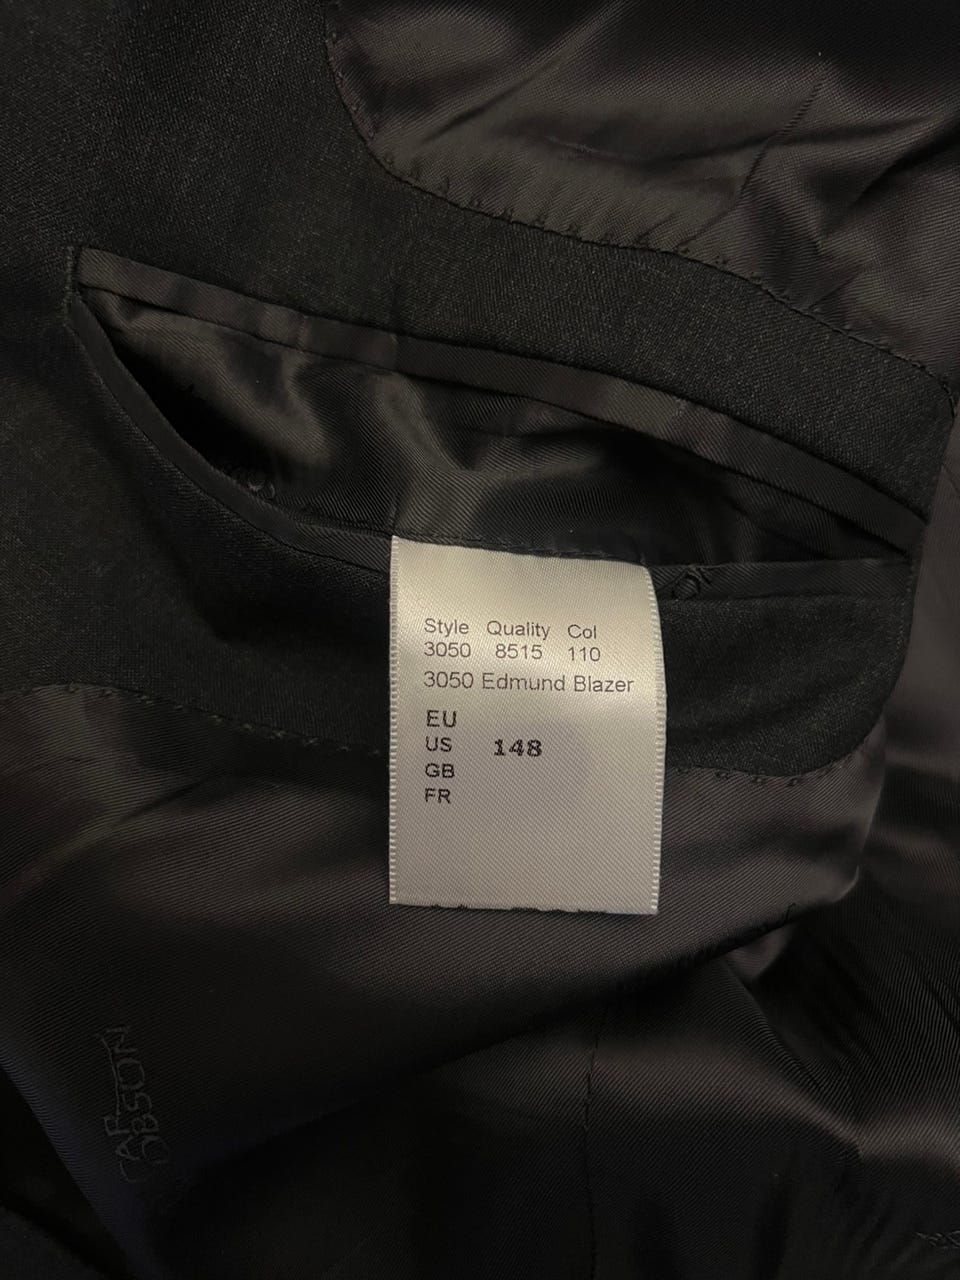 Style Quality Col
3050 8515 110
3050 Edmund Blazer
EU
US 148
GB
FR